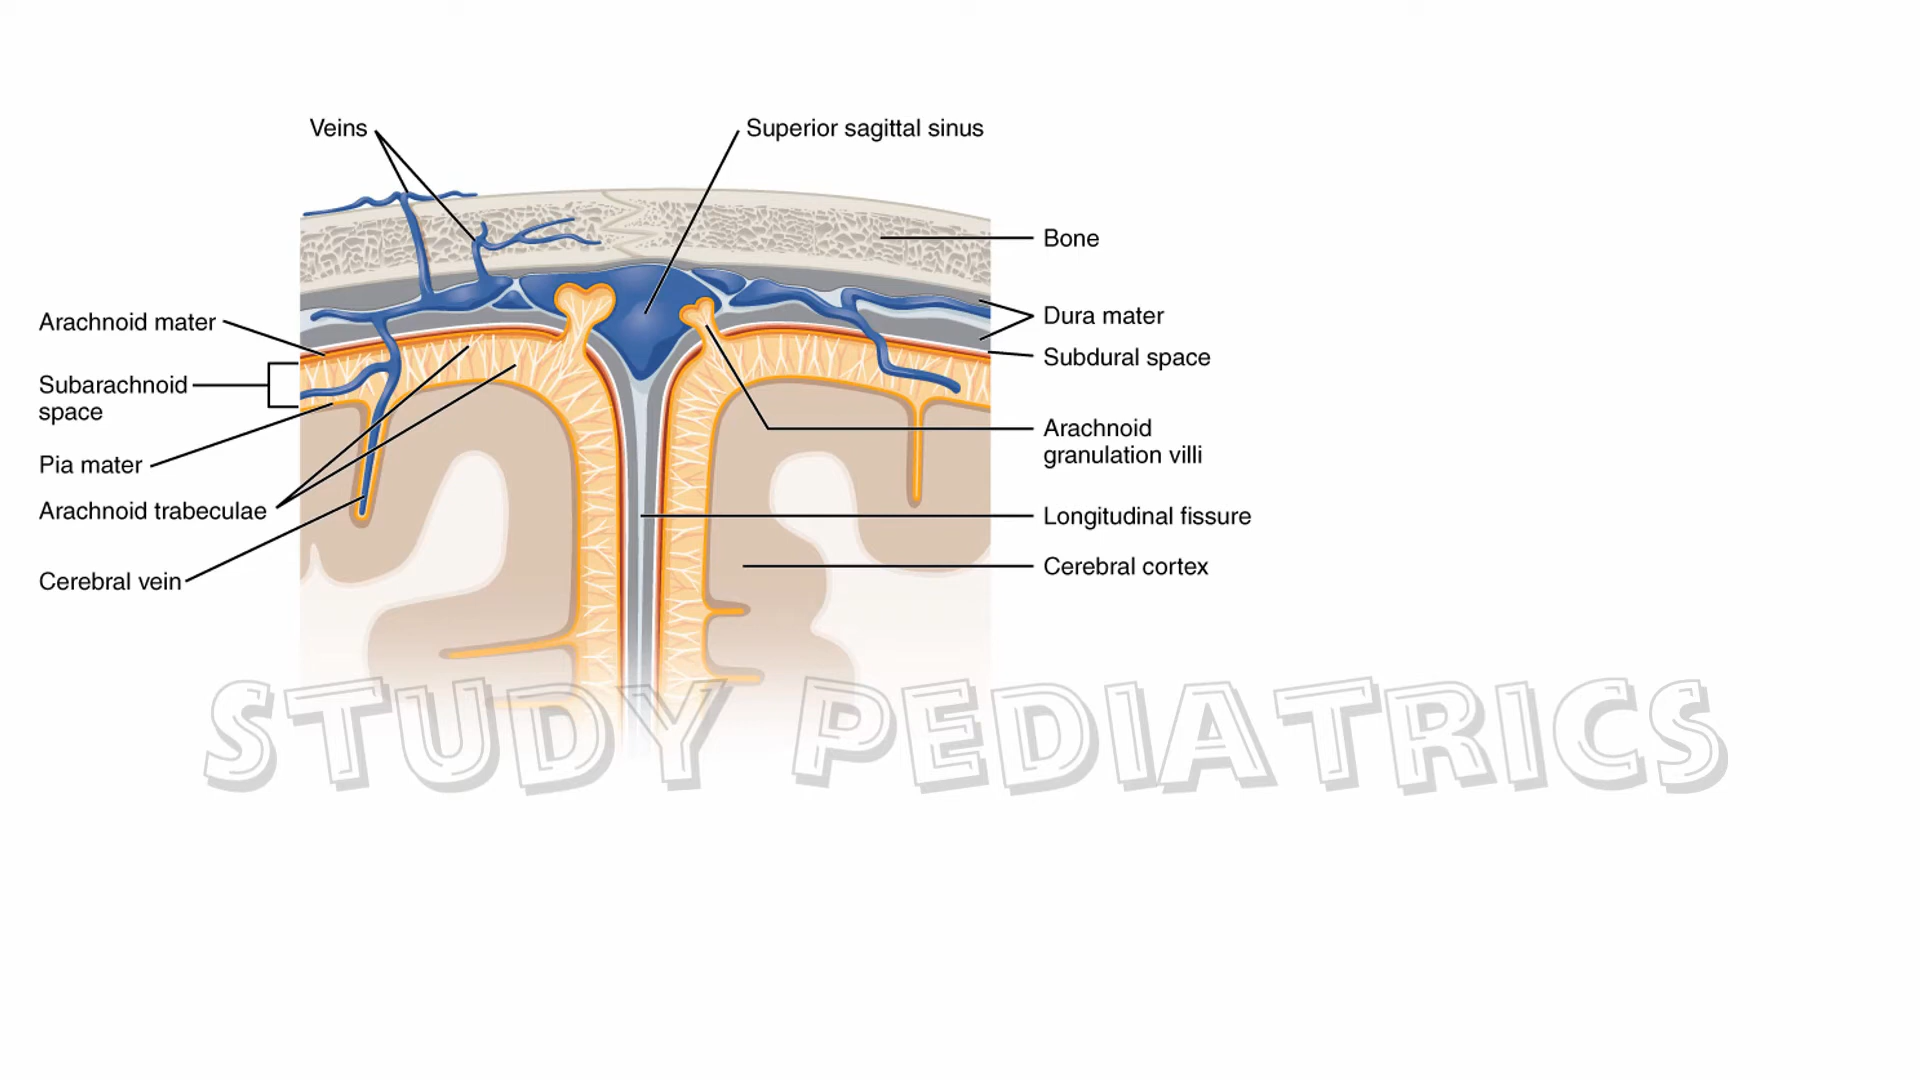 Veins
Superior sagittal sinus
Bone
Arachnoid mater
Dura mater
Subdural space
Subarachnoid
space
Arachnoid
granulation villi
Pia mater
Arachnoid trabeculae
Longitudinal fissure
Cerebral vein
Cerebral cortex
STUDY PEDIATRICS